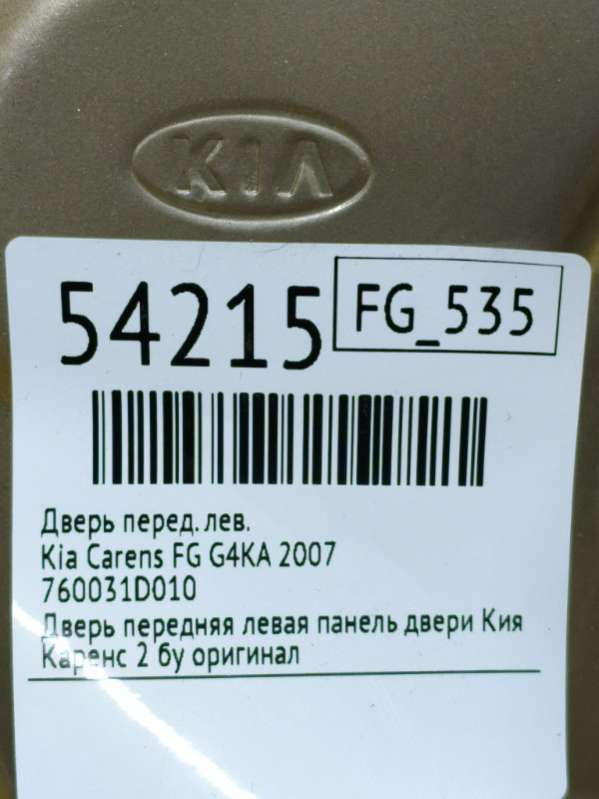 KIA
54215
FG_535
Дверь перед. лев.
Kia Carens FG G4KA 2007
760031D010
Дверь передняя левая панель двери Кия
Каренс 2 бу оригинал